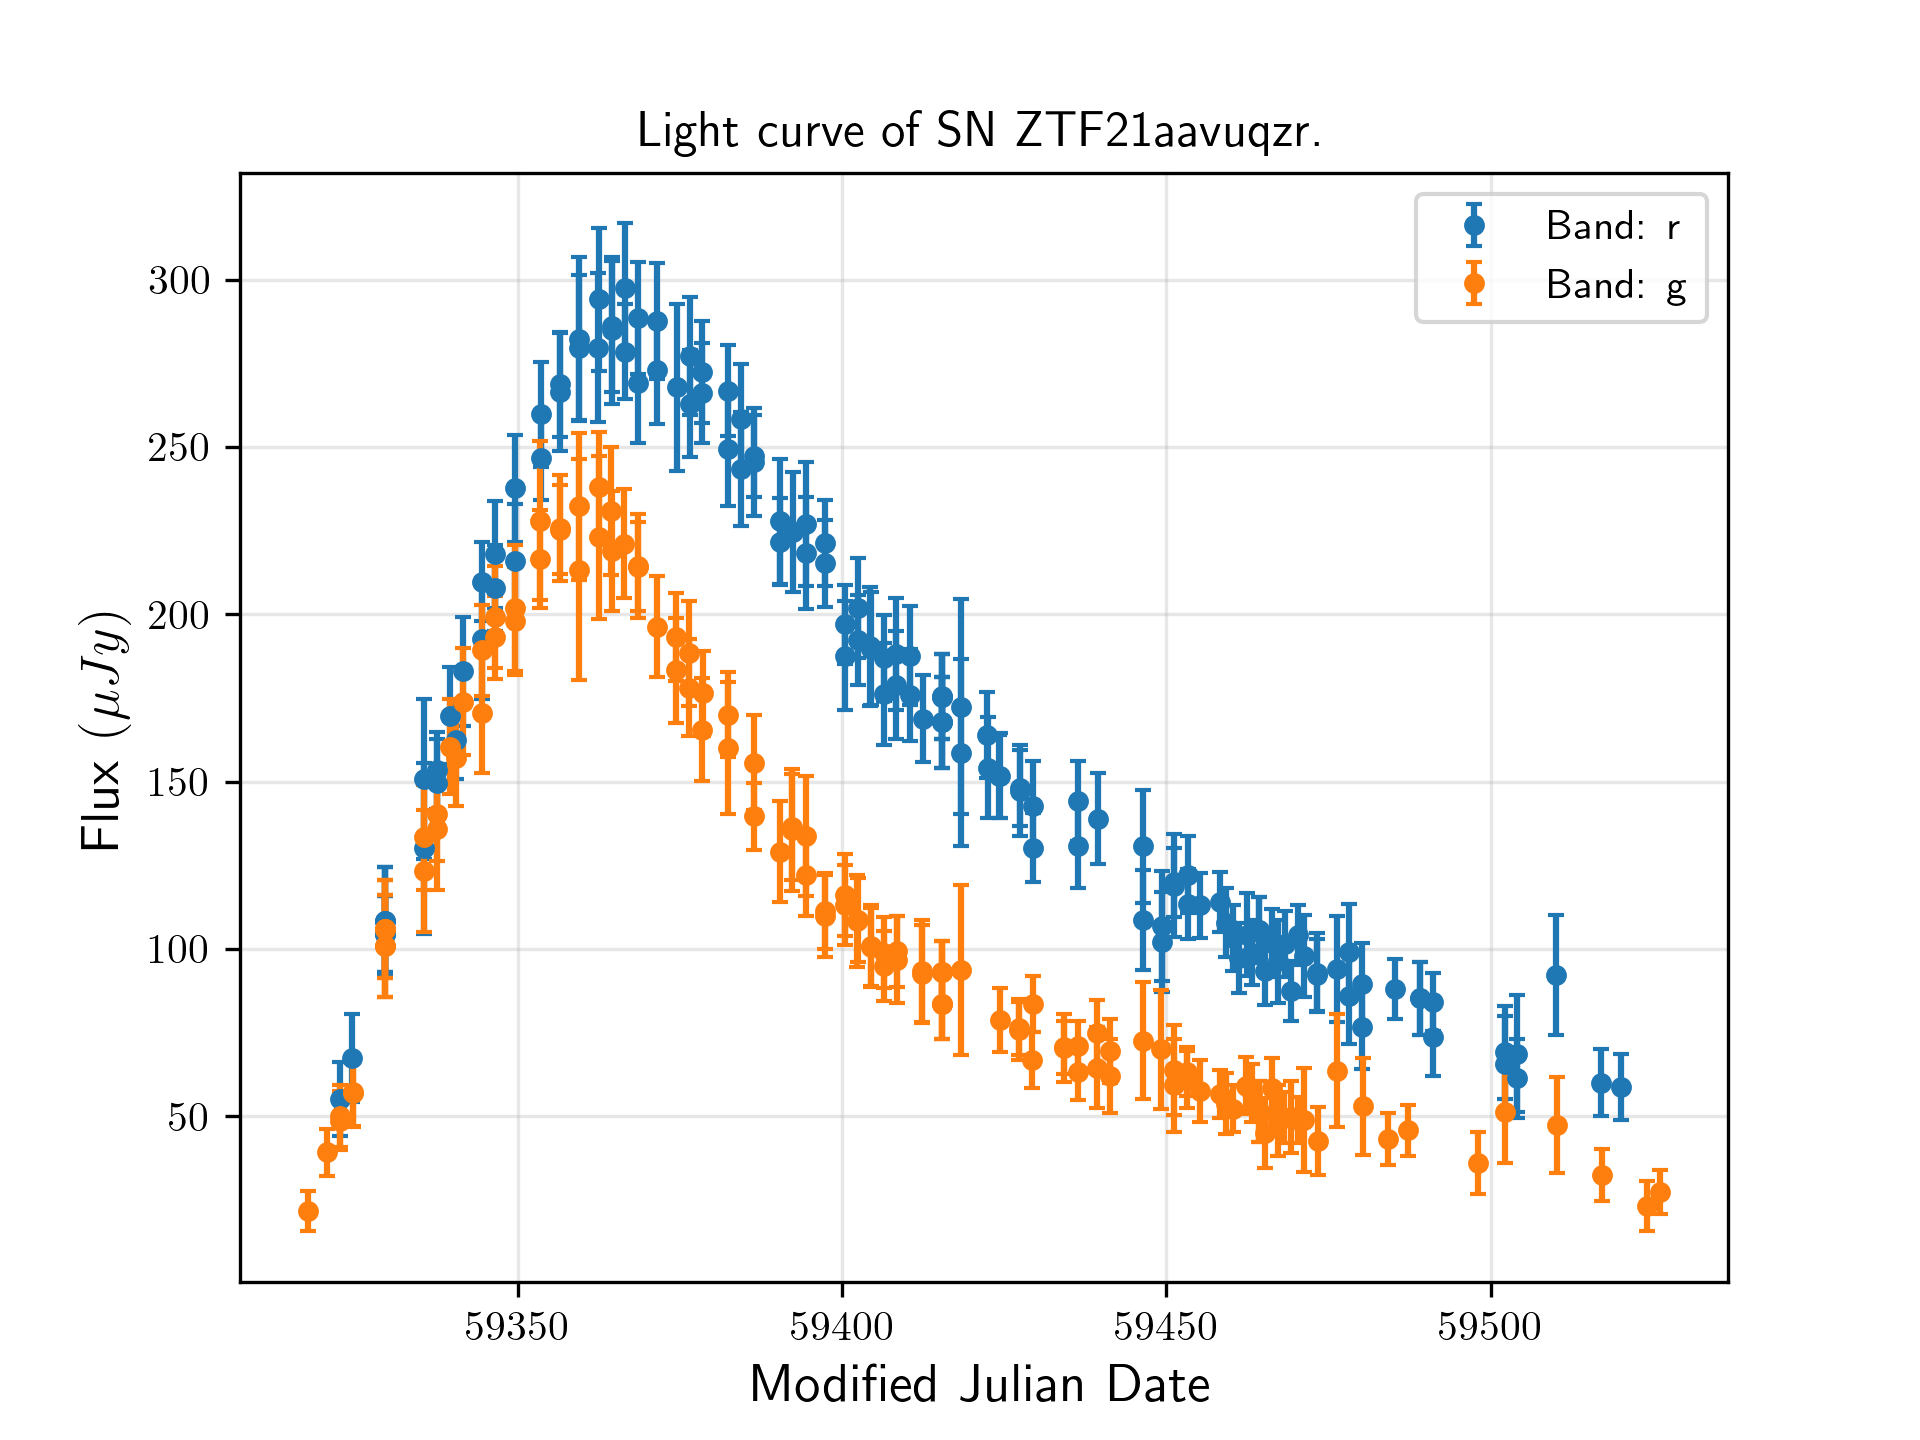 Light curve of SN ZTF21aavuqzr.
Band: r
Band: g
300
250
200
150
100
50
Flux (μJy)
59350 59400 59450 59500
Modified Julian Date